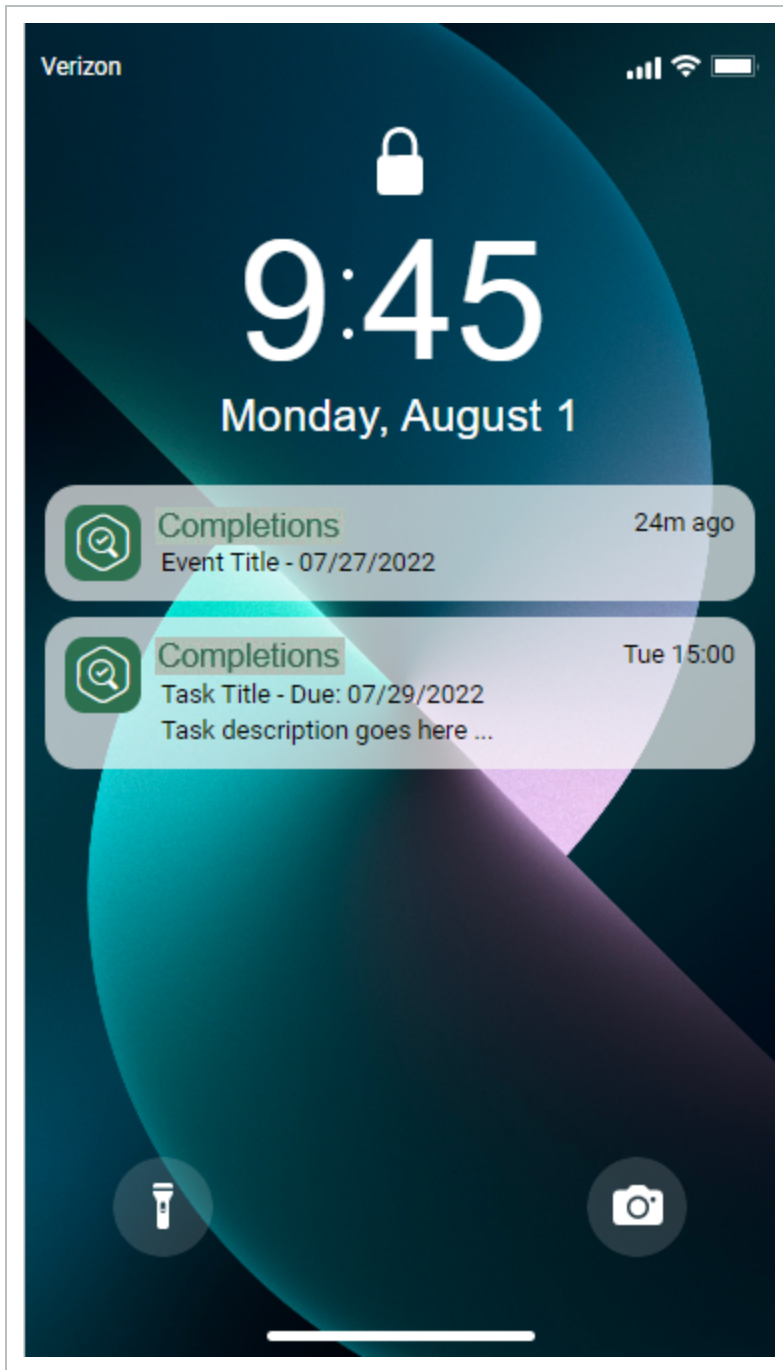 Verizon
9:45
Monday, August 1
Completions
24m ago
Event Title - 07/27/2022
Completions
Tue 15:00
Task Title - Due: 07/29/2022
Task description goes here ...